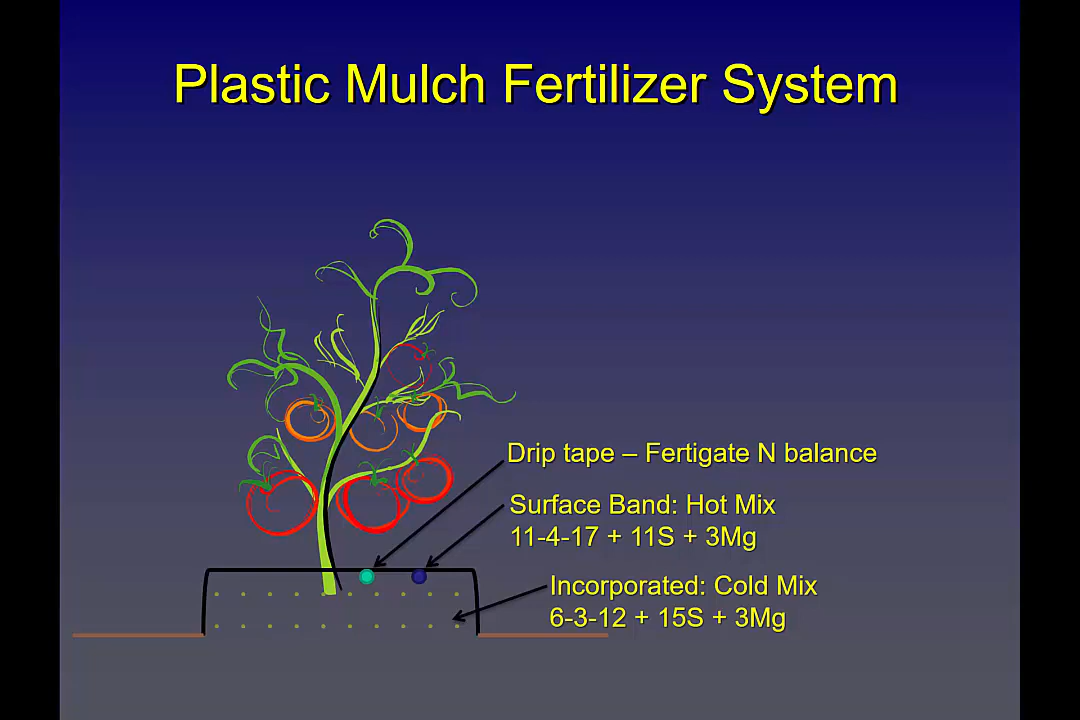 Plastic Mulch Fertilizer System
Drip tape – Fertigate N balance
Surface Band: Hot Mix
11-4-17 + 11S + 3Mg
Incorporated: Cold Mix
6-3-12 + 15S + 3Mg